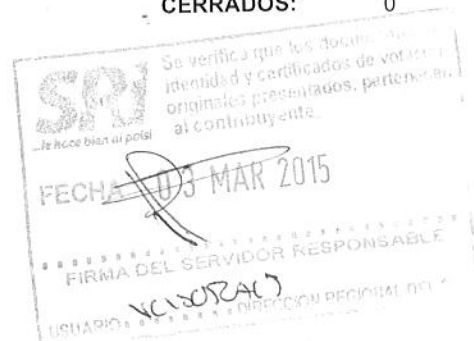 CERRADOS: 0
Se verifica que los documentos de
identidad y certificados de votación
originales presentados, pertenecen
al contribuyente.
SRI
...le hace bien al país!
FECHA 03 MAR 2015
FIRMA DEL SERVIDOR RESPONSABLE
USUARIO: DIRECCION REGIONAL DEL